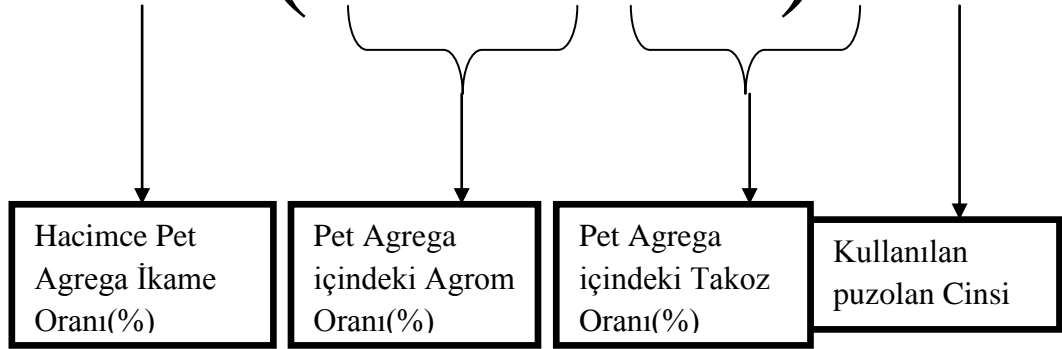 Hacimce Pet
Agrega İkame
Oranı(%)
Pet Agrega
içindeki Agrom
Oranı(%)
Pet Agrega
içindeki Takoz
Oranı(%)
Kullanılan
puzolan Cinsi